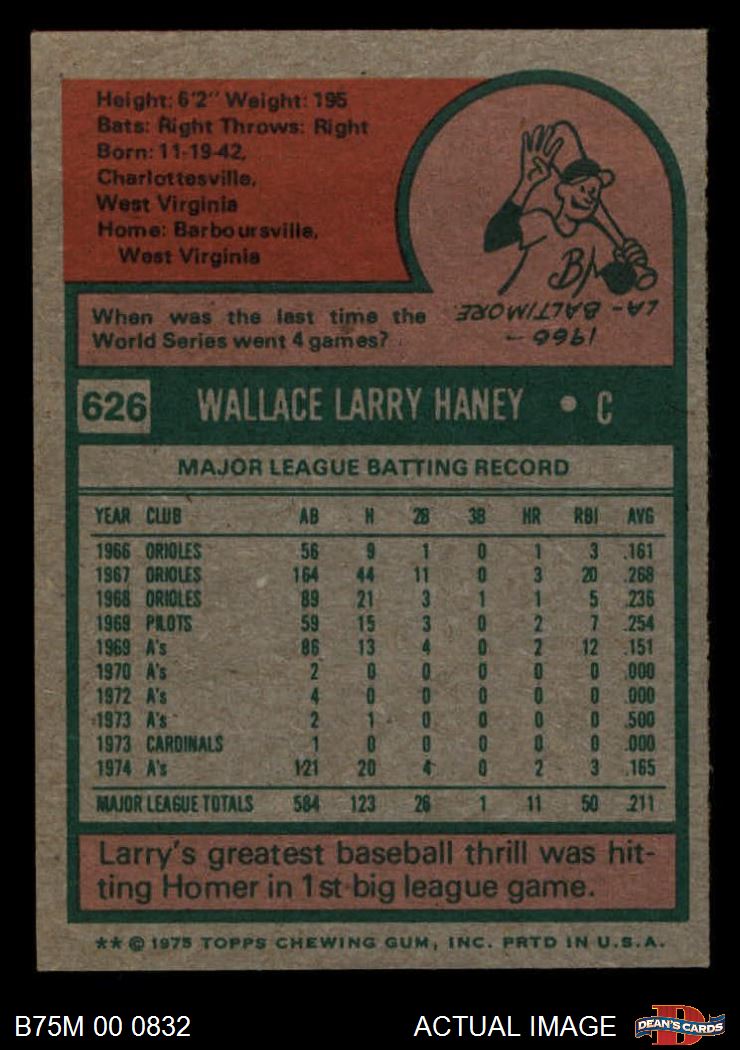 Height: 6'2" Weight: 195
Bats: Right Throws: Right
Born: 11-19-42,
Charlottesville,
West Virginia
Home: Barboursville,
West Virginia
When was the last time the
World Series went 4 games?
1966 -
LA-BALTIMORE.
B
626 WALLACE LARRY HANEY • C
MAJOR LEAGUE BATTING RECORD
YEAR CLUB AB H 2B 3B HR RBI AVG
1966 ORIOLES 56 9 1 0 1 3 .161
1967 ORIOLES 164 44 11 0 3 20 .268
1968 ORIOLES 89 21 3 1 1 5 .236
1969 PILOTS 59 15 3 0 2 7 .254
1969 A's 86 13 4 0 2 12 .151
1970 A's 2 0 0 0 0 0 .000
1972 A's 4 0 0 0 0 0 .000
1973 A's 2 1 0 0 0 0 .500
1973 CARDINALS 1 0 0 0 0 0 .000
1974 A's 121 20 4 0 2 3 .165
MAJOR LEAGUE TOTALS 584 123 26 1 11 50 .211
Larry's greatest baseball thrill was hit-
ting Homer in 1st big league game.
** © 1975 TOPPS CHEWING GUM, INC. PRTD IN U.S.A.
B75M 00 0832 ACTUAL IMAGE
D
DEAN'S CARDS